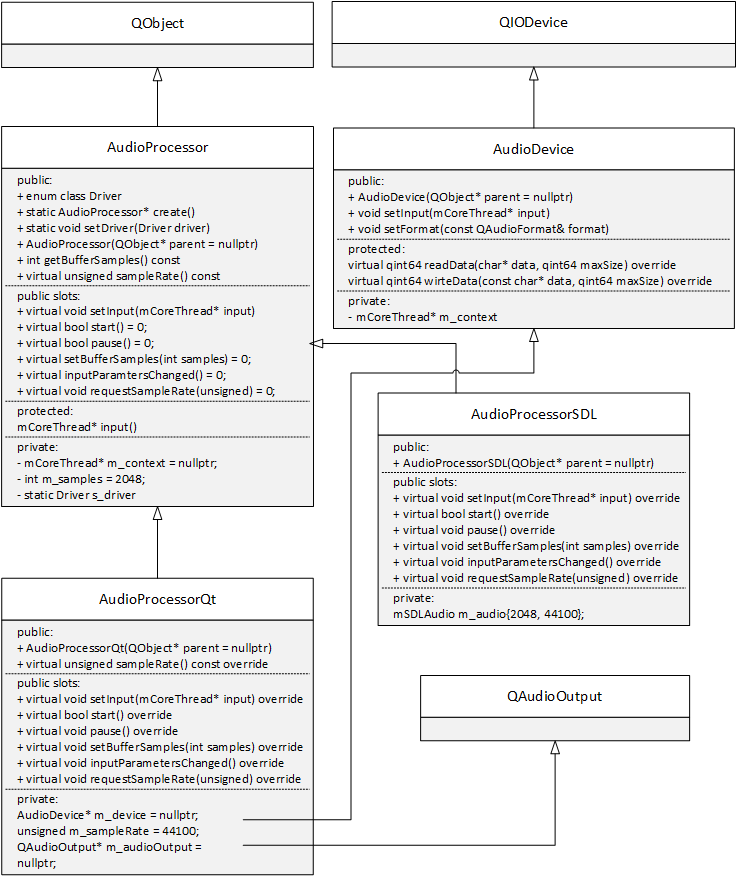 QObject
QIODevice
AudioProcessor
public:
+ enum class Driver
+ static AudioProcessor* create()
+ static void setDriver(Driver driver)
+ AudioProcessor(QObject* parent = nullptr)
+ int getBufferSamples() const
+ virtual unsigned sampleRate() const
public slots:
+ virtual void setInput(mCoreThread* input)
+ virtual bool start() = 0;
+ virtual bool pause() = 0;
+ virtual setBufferSamples(int samples) = 0;
+ virtual inputParamtersChanged() = 0;
+ virtual void requestSampleRate(unsigned) = 0;
protected:
mCoreThread* input()
private:
- mCoreThread* m_context = nullptr;
- int m_samples = 2048;
- static Driver s_driver
AudioDevice
public:
+ AudioDevice(QObject* parent = nullptr)
+ void setInput(mCoreThread* input)
+ void setFormat(const QAudioFormat& format)
protected:
virtual qint64 readData(char* data, qint64 maxSize) override
virtual qint64 wirteData(const char* data, qint64 maxSize) override
private:
- mCoreThread* m_context
AudioProcessorSDL
public:
+ AudioProcessorSDL(QObject* parent = nullptr)
public slots:
+ virtual void setInput(mCoreThread* input) override
+ virtual bool start() override
+ virtual void pause() override
+ virtual void setBufferSamples(int samples) override
+ virtual void inputParametersChanged() override
+ virtual void requestSampleRate(unsigned) override
private:
mSDLAudio m_audio{2048, 44100};
AudioProcessorQt
public:
+ AudioProcessorQt(QObject* parent = nullptr)
+ virtual unsigned sampleRate() const override
public slots:
+ virtual void setInput(mCoreThread* input) override
+ virtual bool start() override
+ virtual void pause() override
+ virtual void setBufferSamples(int samples) override
+ virtual void inputParametersChanged() override
+ virtual void requestSampleRate(unsigned) override
private:
AudioDevice* m_device = nullptr;
unsigned m_sampleRate = 44100;
QAudioOutput* m_audioOutput =
nullptr;
QAudioOutput